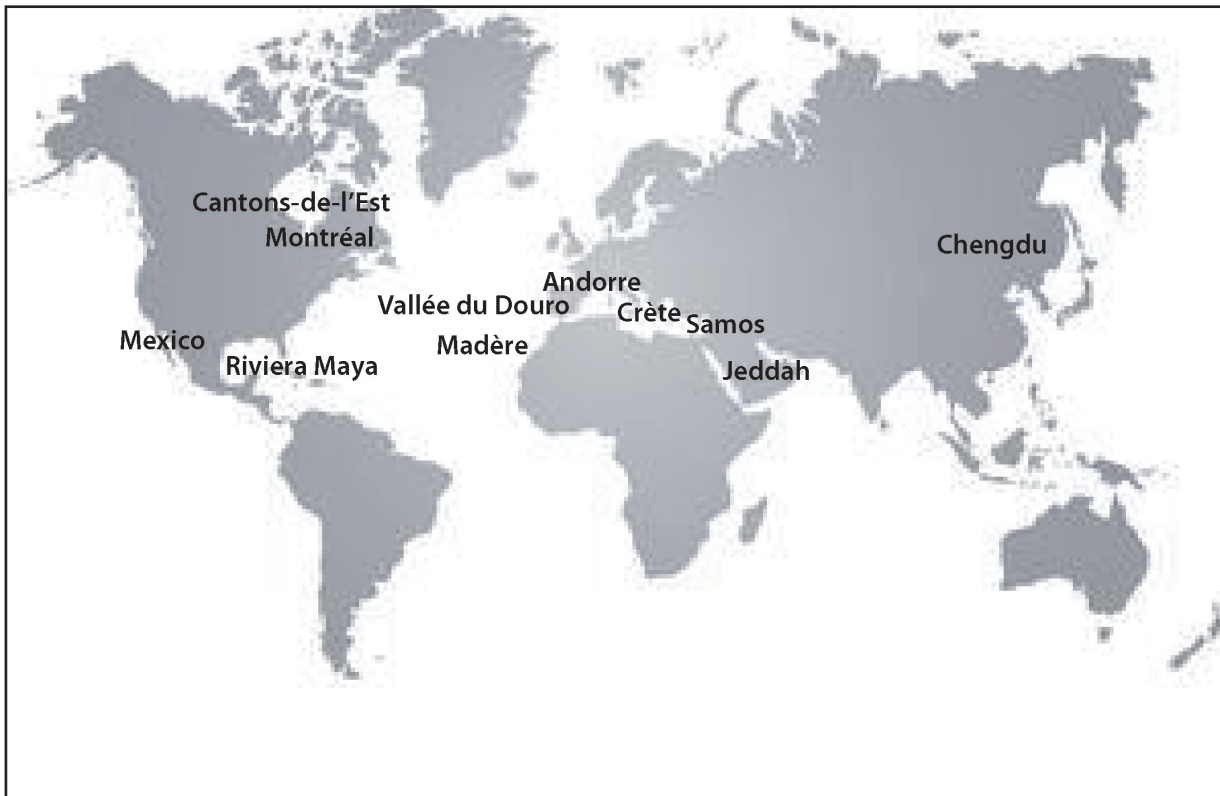 Cantons-de-l'Est
Montréal
Chengdu
Andorre
Vallée du Douro
Crète
Samos
Madère
Mexico
Riviera Maya
Jeddah